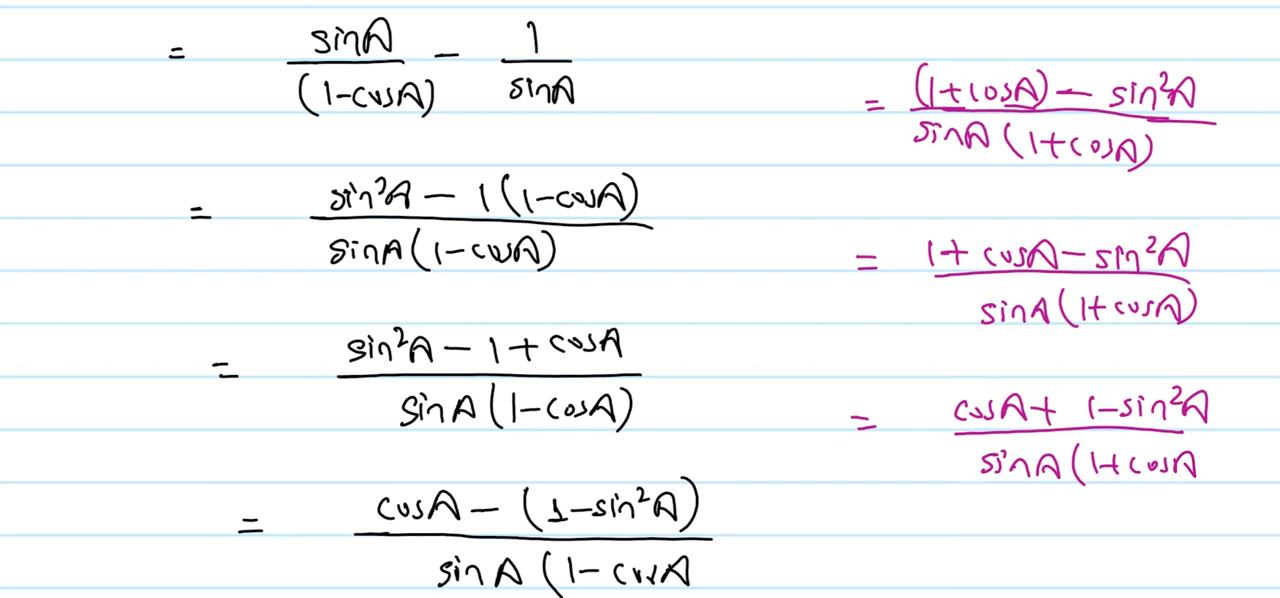 = sinA/(1-cosA) - 1/sinA
= (sin²A - 1(1-cosA))/(sinA(1-cosA))
= (sin²A - 1 + cosA)/(sinA(1-cosA))
= (cosA - (1-sin²A))/(sinA(1-cosA
= ((1+cosA) - sin²A)/(sinA(1+cosA))
= (1+cosA-sin²A)/(sinA(1+cosA))
= (cosA + 1-sin²A)/(sinA(1+cosA